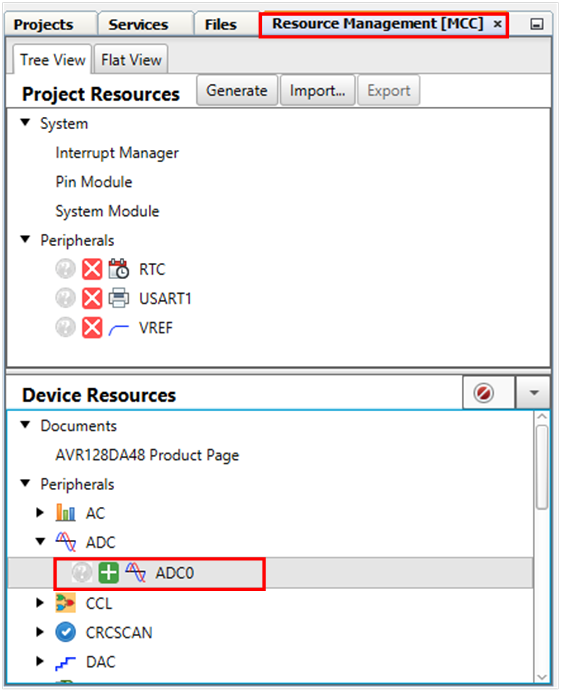 Projects Services Files Resource Management [MCC] ×
Tree View Flat View
Project Resources Generate Import... Export
System
Interrupt Manager
Pin Module
System Module
Peripherals
RTC
USART1
VREF
Device Resources
Documents
AVR128DA48 Product Page
Peripherals
AC
ADC
ADC0
CCL
CRCSCAN
DAC